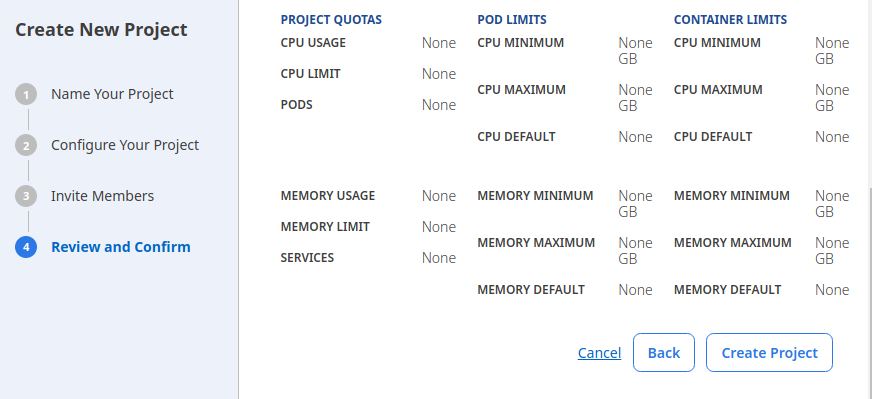 Create New Project
1 Name Your Project
2 Configure Your Project
3 Invite Members
4 Review and Confirm
PROJECT QUOTAS
CPU USAGE None
CPU LIMIT None
PODS None
MEMORY USAGE None
MEMORY LIMIT None
SERVICES None
POD LIMITS
CPU MINIMUM None
GB
CPU MAXIMUM None
GB
CPU DEFAULT None
MEMORY MINIMUM None
GB
MEMORY MAXIMUM None
GB
MEMORY DEFAULT None
CONTAINER LIMITS
CPU MINIMUM None
GB
CPU MAXIMUM None
GB
CPU DEFAULT None
MEMORY MINIMUM None
GB
MEMORY MAXIMUM None
GB
MEMORY DEFAULT None
Cancel Back Create Project